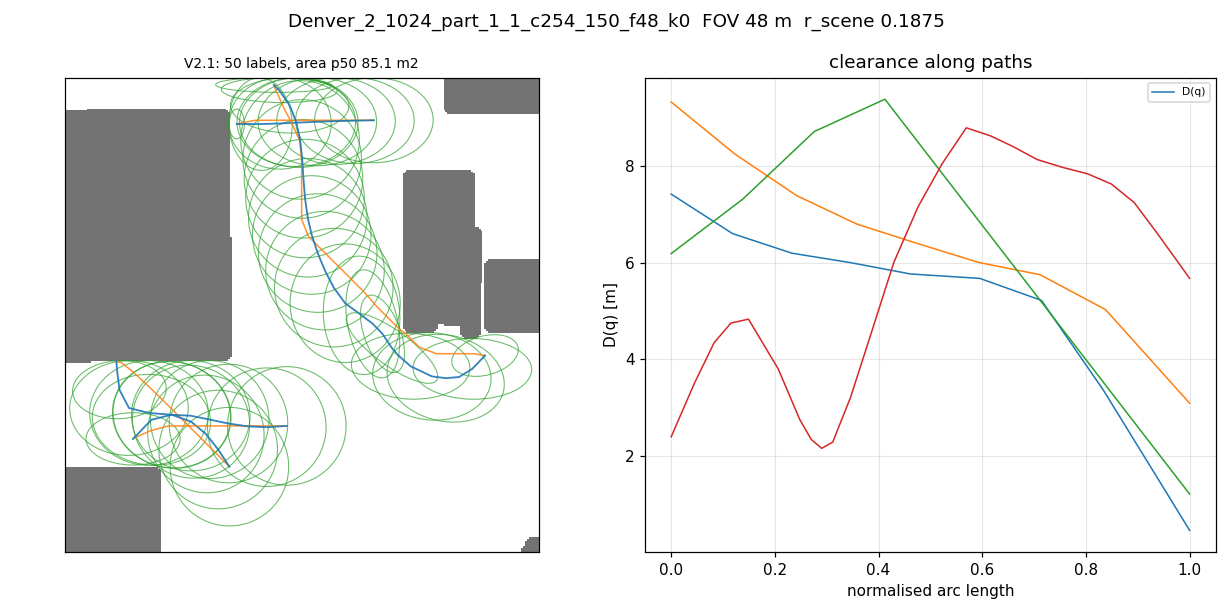 Denver_2_1024_part_1_1_c254_150_f48_k0 FOV 48 m r_scene 0.1875
V2.1: 50 labels, area p50 85.1 m2
clearance along paths
D(q)
D(q) [m]
8
6
4
2
0.0 0.2 0.4 0.6 0.8 1.0
normalised arc length